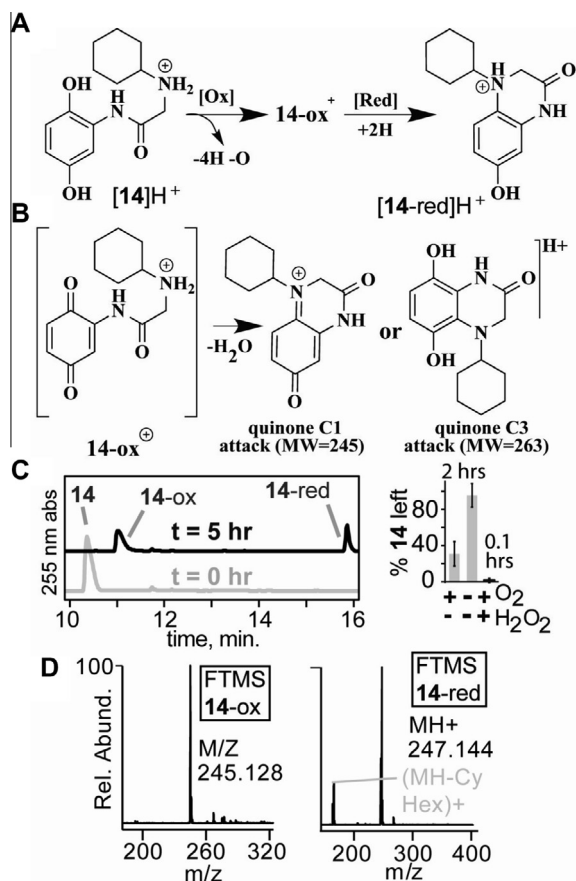 A
OH
H
N
NH2
[Ox]
14-ox+
[Red]
+2H
-4H -O
O
OH
[14]H+
N
O
NH
OH
[14-red]H+
B
O
H
N
NH2
O
O
-H2O
14-ox⊕
N
O
NH
O
quinone C1
attack (MW=245)
or
OH
H
N
O
N
OH
H+
quinone C3
attack (MW=263)
C
255 nm abs
14
14-ox
14-red
t = 5 hr
t = 0 hr
10 11 12 13 14 15 16
time, min.
% 14 left
2 hrs
80
40
0
0.1
hrs
+ - + O2
- - + H2O2
D
Rel. Abund.
100
FTMS
14-ox
M/Z
245.128
200 260 320
m/z
FTMS
14-red
MH+
247.144
(MH-Cy
Hex)+
200 300 400
m/z